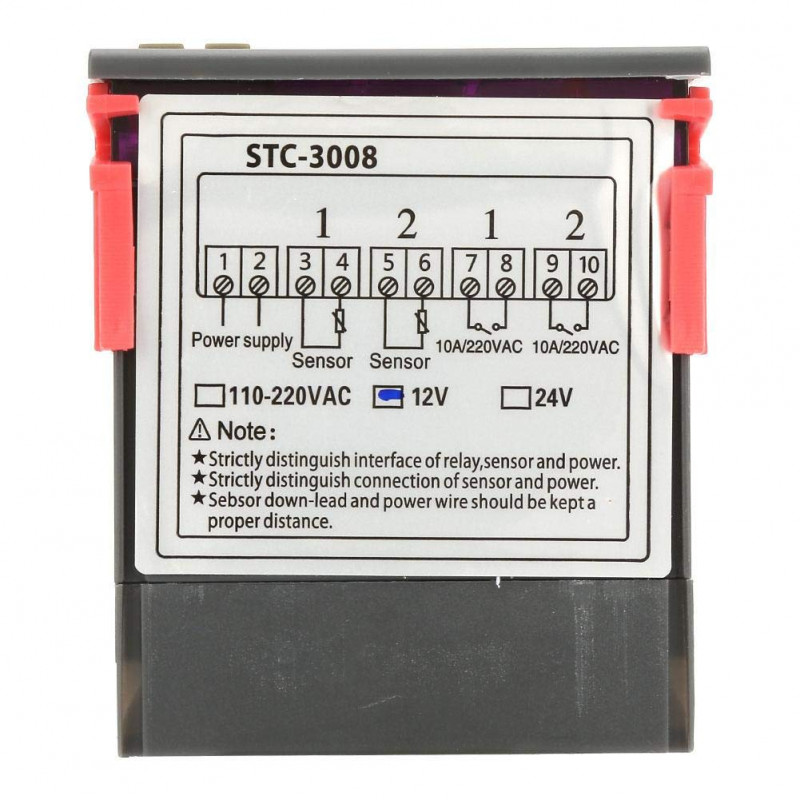 STC-3008
1 2 1 2
1 2 3 4 5 6 7 8 9 10
Power supply
Sensor Sensor
10A/220VAC 10A/220VAC
110-220VAC 12V 24V
⚠ Note:
★Strictly distinguish interface of relay,sensor and power.
★Strictly distinguish connection of sensor and power.
★Sebsor down-lead and power wire should be kept a
proper distance.